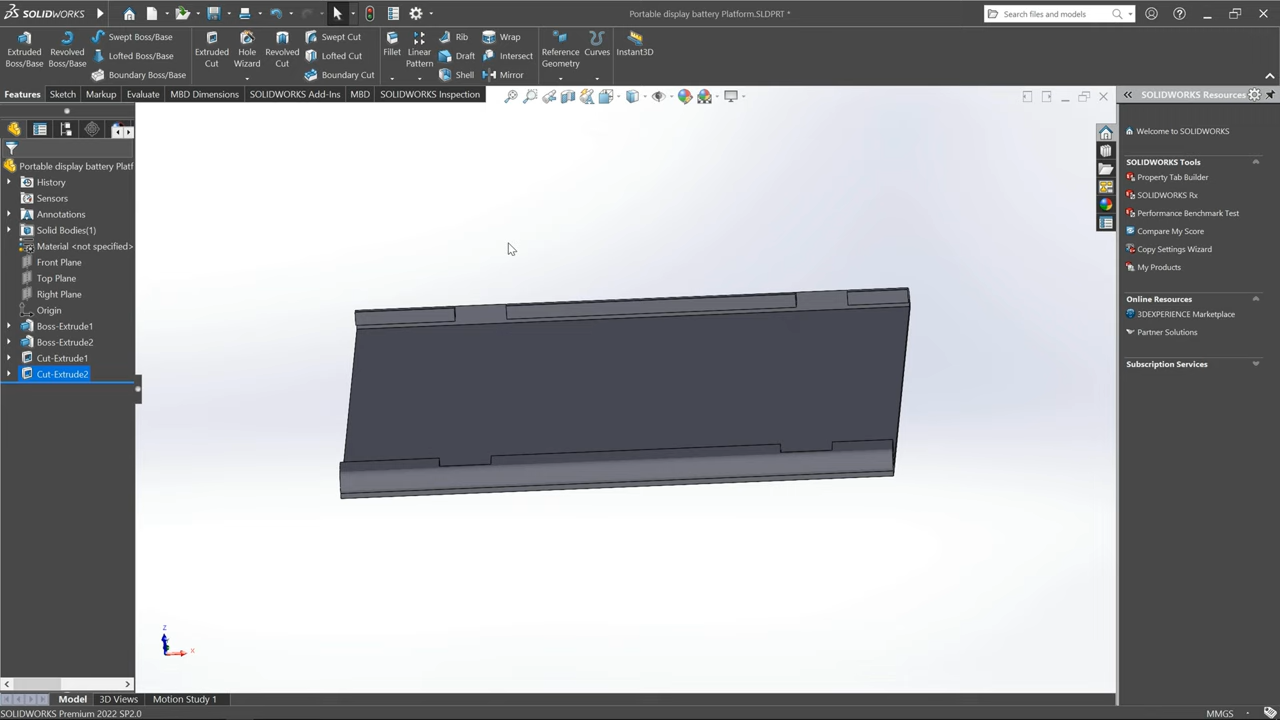 SOLIDWORKS
Portable display battery Platform.SLDPRT *
Search files and models
Extruded Boss/Base
Revolved Boss/Base
Swept Boss/Base
Lofted Boss/Base
Boundary Boss/Base
Extruded Cut
Hole Wizard
Revolved Cut
Swept Cut
Lofted Cut
Boundary Cut
Fillet
Linear Pattern
Rib
Draft
Shell
Wrap
Intersect
Mirror
Reference Geometry
Curves
Instant3D
Features
Sketch
Markup
Evaluate
MBD Dimensions
SOLIDWORKS Add-Ins
MBD
SOLIDWORKS Inspection
Portable display battery Platf
History
Sensors
Annotations
Solid Bodies(1)
Material <not specified>
Front Plane
Top Plane
Right Plane
Origin
Boss-Extrude1
Boss-Extrude2
Cut-Extrude1
Cut-Extrude2
Z
X
SOLIDWORKS Resources
Welcome to SOLIDWORKS
SOLIDWORKS Tools
Property Tab Builder
SOLIDWORKS Rx
Performance Benchmark Test
Compare My Score
Copy Settings Wizard
My Products
Online Resources
3DEXPERIENCE Marketplace
Partner Solutions
Subscription Services
Model
3D Views
Motion Study 1
SOLIDWORKS Premium 2022 SP2.0
MMGS